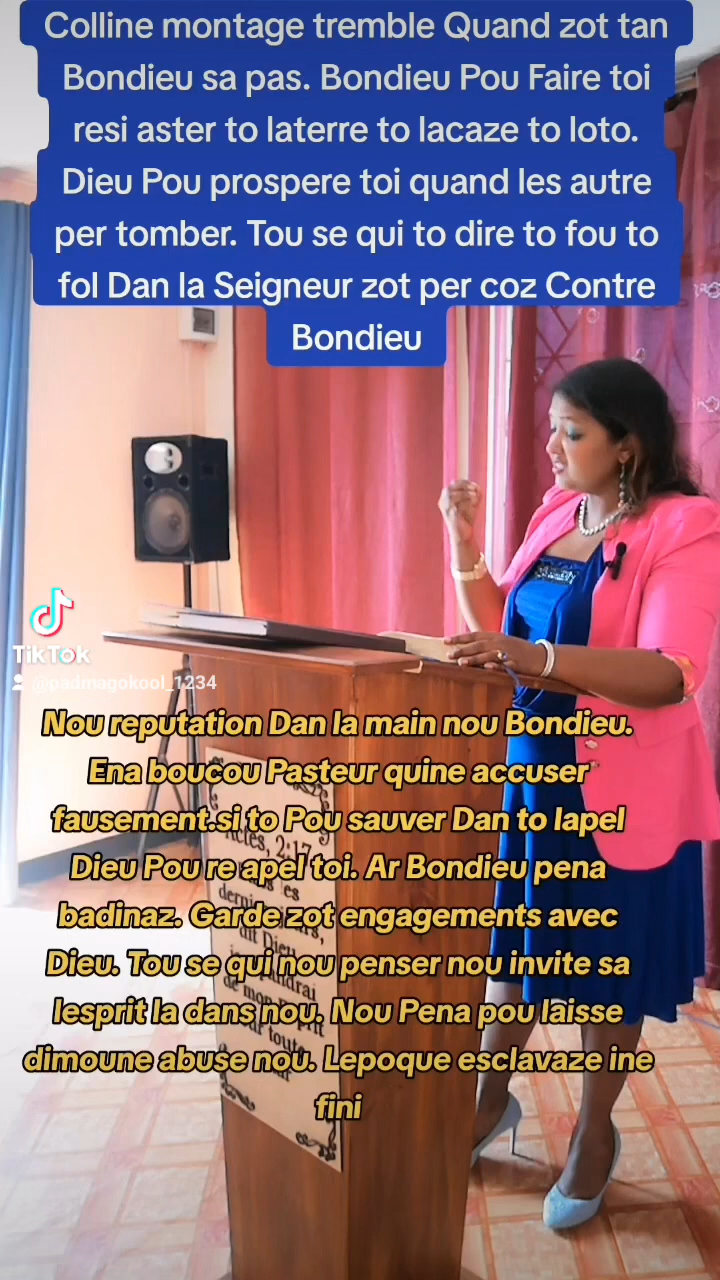 Colline montage tremble Quand zot tan
Bondieu sa pas. Bondieu Pou Faire toi
resi aster to laterre to lacaze to loto.
Dieu Pou prospere toi quand les autre
per tomber. Tou se qui to dire to fou to
fol Dan la Seigneur zot per coz Contre
Bondieu
TikTok
@padmagokool_1234
Nou reputation Dan la main nou Bondieu.
Ena boucou Pasteur quine accuser
fausement.si to Pou sauver Dan to lapel
Dieu Pou re apel toi. Ar Bondieu pena
badinaz. Garde zot engagements avec
Dieu. Tou se qui nou penser nou invite sa
lesprit la dans nou. Nou Pena pou laisse
dimoune abuse nou. Lepoque esclavaze ine
fini
Actes, 2:17
dit Dieu,